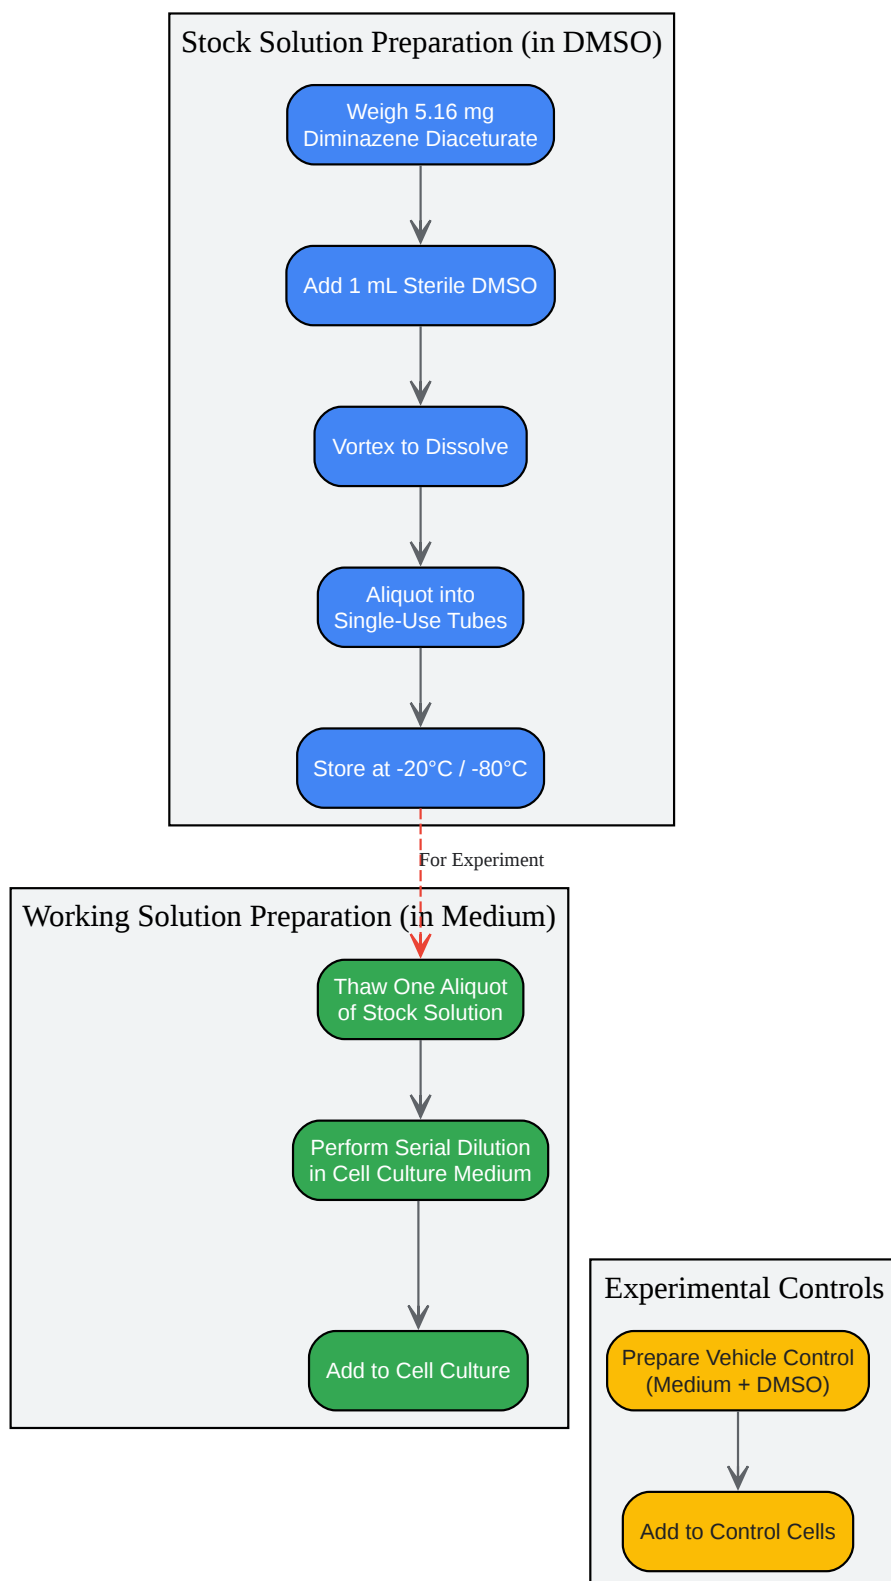 Stock Solution Preparation (in DMSO)
Weigh 5.16 mg
Diminazene Diaceturate
Add 1 mL Sterile DMSO
Vortex to Dissolve
Aliquot into
Single-Use Tubes
Store at -20°C / -80°C
For Experiment
Working Solution Preparation (in Medium)
Thaw One Aliquot
of Stock Solution
Perform Serial Dilution
in Cell Culture Medium
Add to Cell Culture
Experimental Controls
Prepare Vehicle Control
(Medium + DMSO)
Add to Control Cells